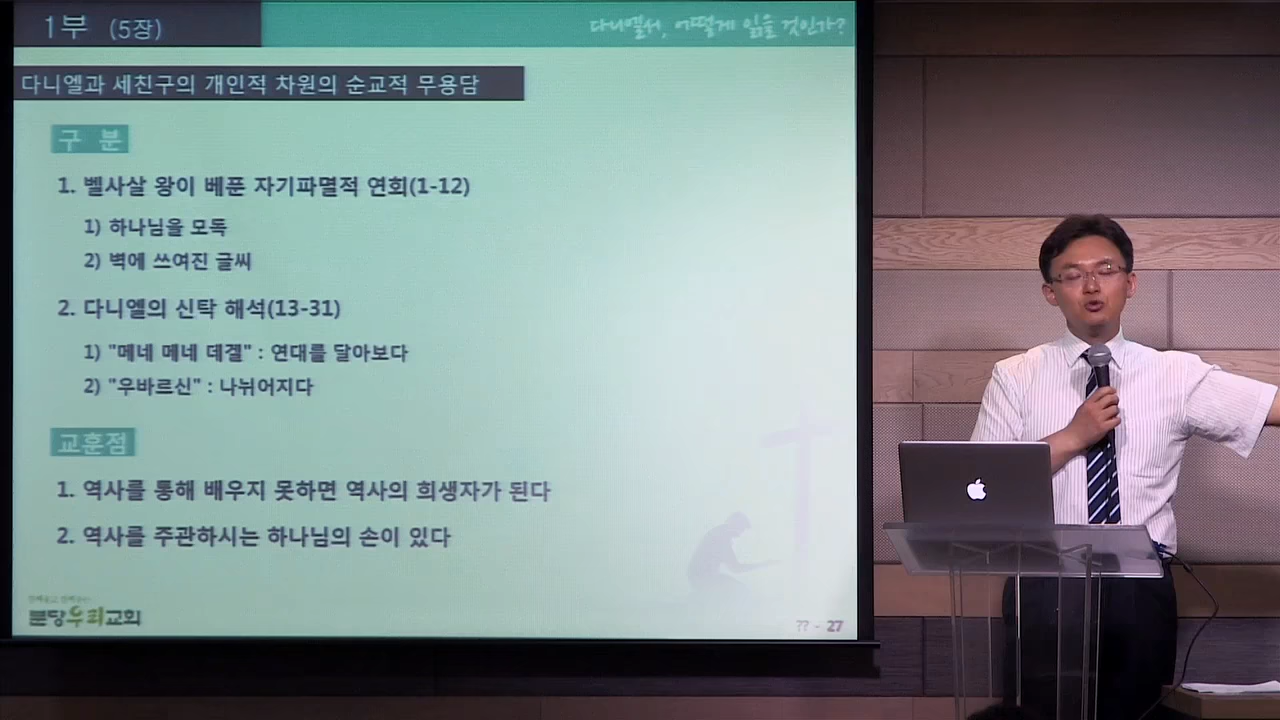 1부 (5장)
다니엘서, 어떻게 읽을 것인가?
다니엘과 세친구의 개인적 차원의 순교적 무용담
구 분
1. 벨사살 왕이 베푼 자기파멸적 연회(1-12)
1) 하나님을 모독
2) 벽에 쓰여진 글씨
2. 다니엘의 신탁 해석(13-31)
1) "메네 메네 데겔" : 연대를 달아보다
2) "우바르신" : 나뉘어지다
교훈점
1. 역사를 통해 배우지 못하면 역사의 희생자가 된다
2. 역사를 주관하시는 하나님의 손이 있다
분당우리교회
?? - 27